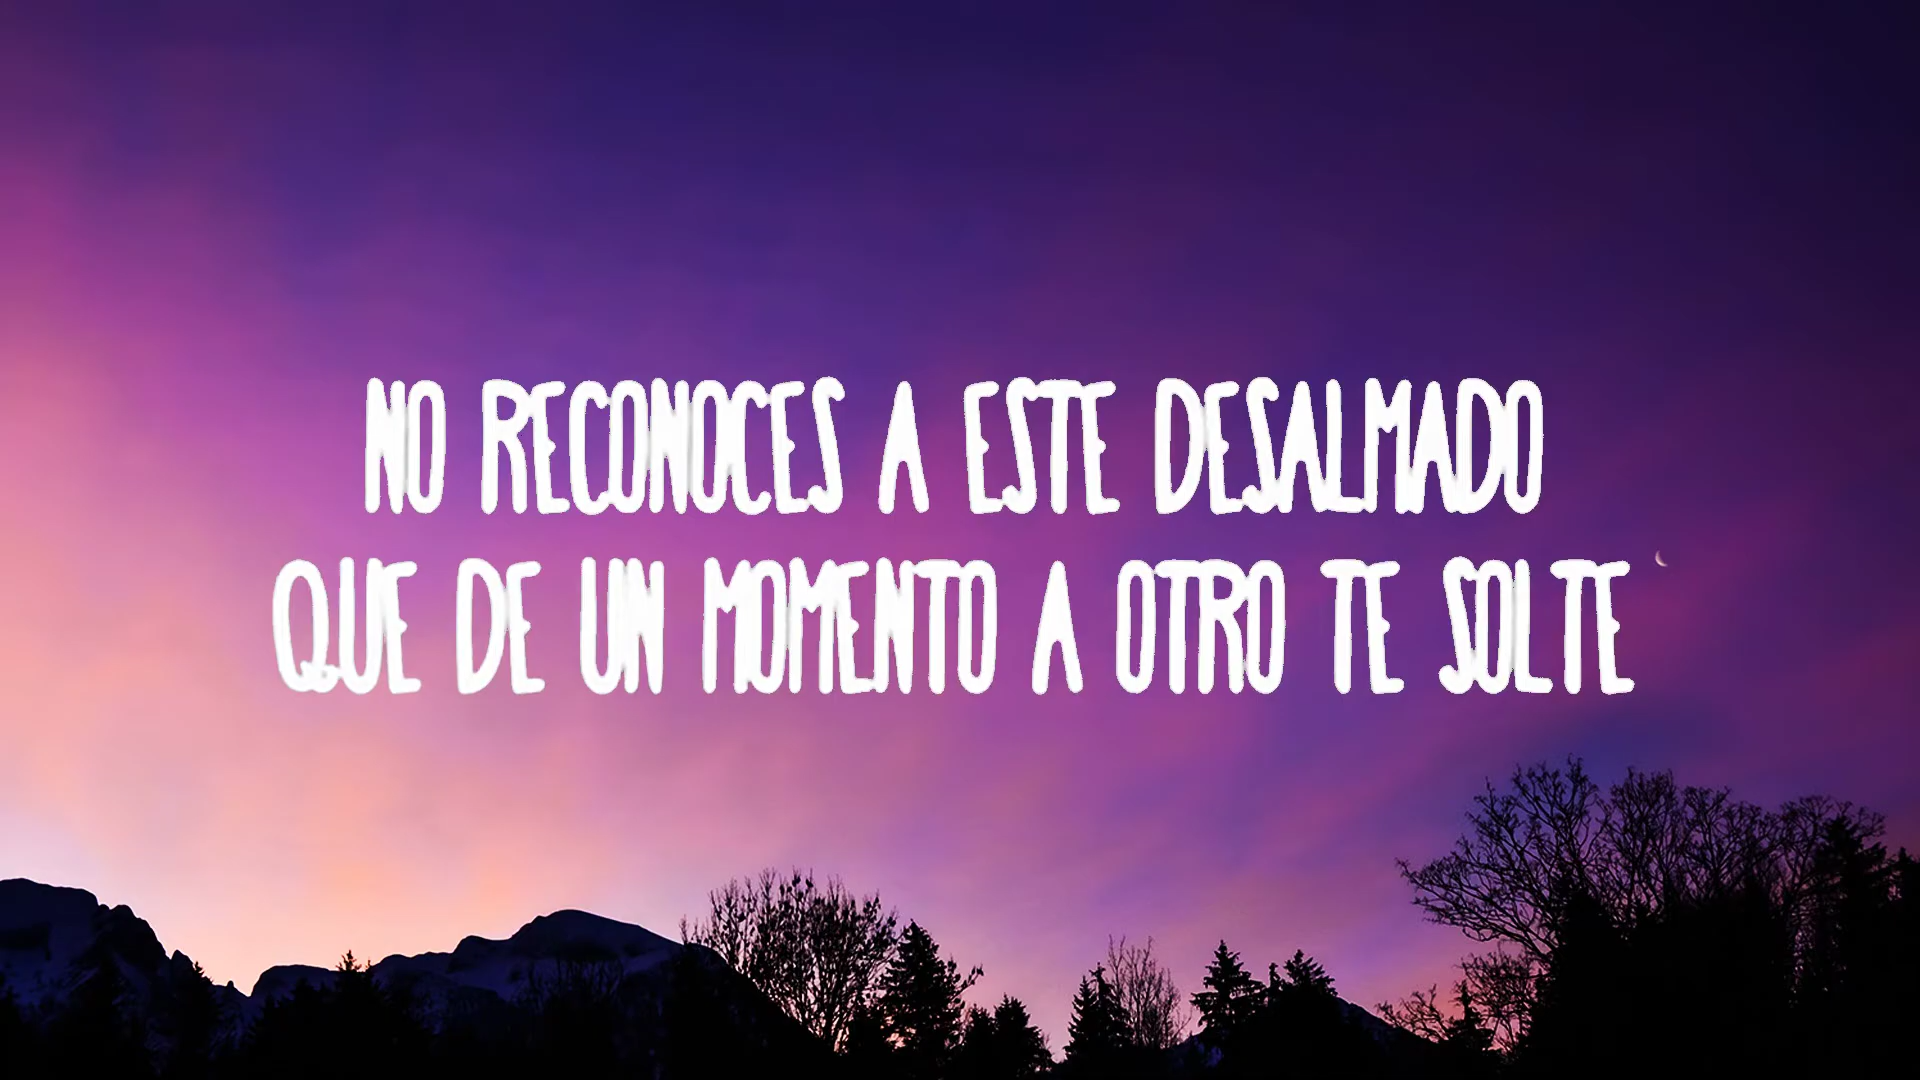 NO RECONOCES A ESTE DESALMADO
QUE DE UN MOMENTO A OTRO TE SOLTE